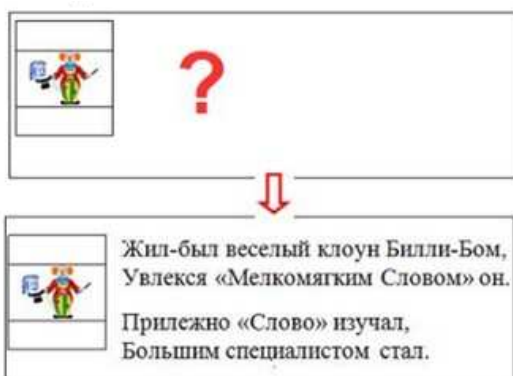 ?
Жил-был веселый клоун Билли-Бом,
Увлекся «Мелкомягким Словом» он.
Прилежно «Слово» изучал,
Большим специалистом стал.